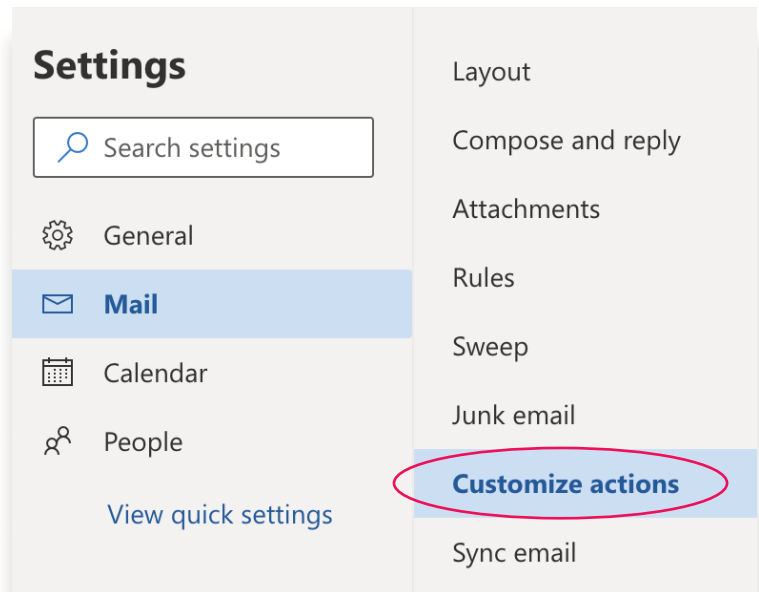 Settings
Search settings
General
Mail
Calendar
People
View quick settings
Layout
Compose and reply
Attachments
Rules
Sweep
Junk email
Customize actions
Sync email